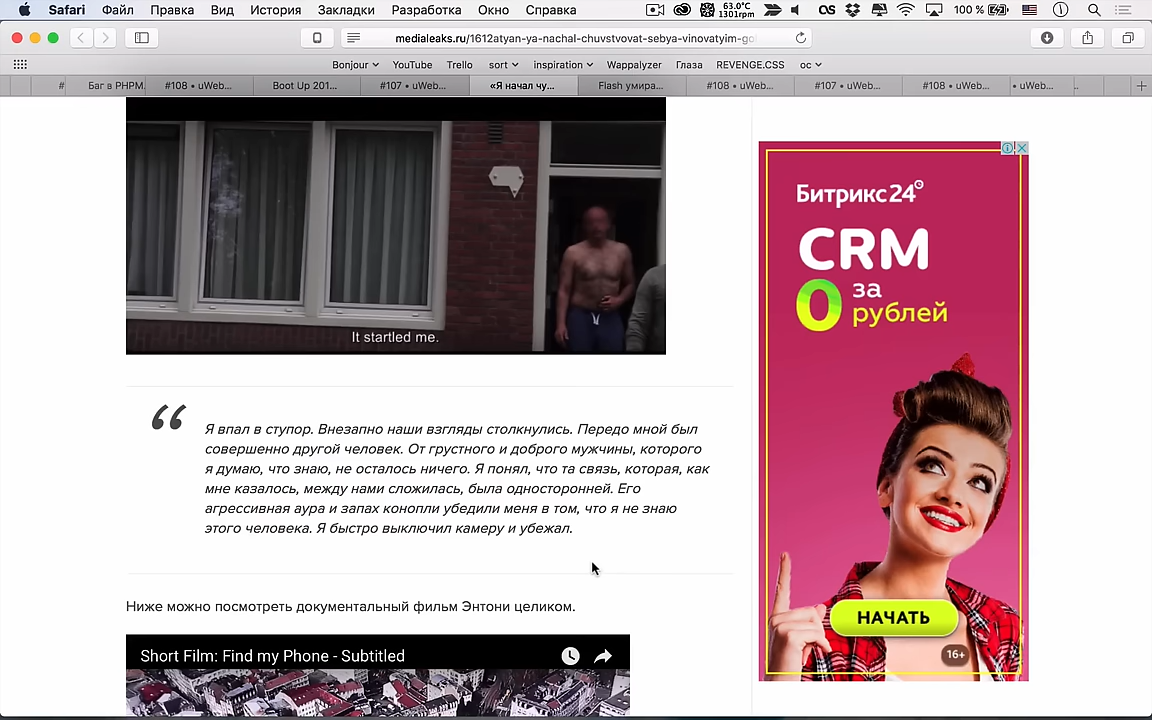 Safari Файл Правка Вид История Закладки Разработка Окно Справка 63.0°C 1301rpm 100 %
medialeaks.ru/1612atyan-ya-nachal-chuvstvovat-sebya-vinovatyim-go
Bonjour YouTube Trello sort inspiration Wappalyzer Глаза REVENGE.CSS ос
# Баг в PHPM. #108 • uWeb... Boot Up 201... #107 • uWeb... «Я начал чу... Flash умира... #108 • uWeb... #107 • uWeb... #108 • uWeb... • uWeb...
It startled me.
“
Я впал в ступор. Внезапно наши взгляды столкнулись. Передо мной был
совершенно другой человек. От грустного и доброго мужчины, которого
я думаю, что знаю, не осталось ничего. Я понял, что та связь, которая, как
мне казалось, между нами сложилась, была односторонней. Его
агрессивная аура и запах конопли убедили меня в том, что я не знаю
этого человека. Я быстро выключил камеру и убежал.
Ниже можно посмотреть документальный фильм Энтони целиком.
Short Film: Find my Phone - Subtitled
Битрикс24
CRM
0 за
рублей
НАЧАТЬ
16+